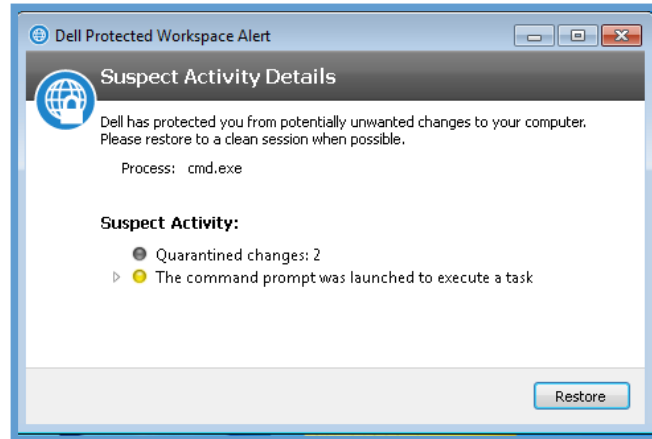 Dell Protected Workspace Alert
Suspect Activity Details
Dell has protected you from potentially unwanted changes to your computer.
Please restore to a clean session when possible.
Process: cmd.exe
Suspect Activity:
Quarantined changes: 2
The command prompt was launched to execute a task
Restore